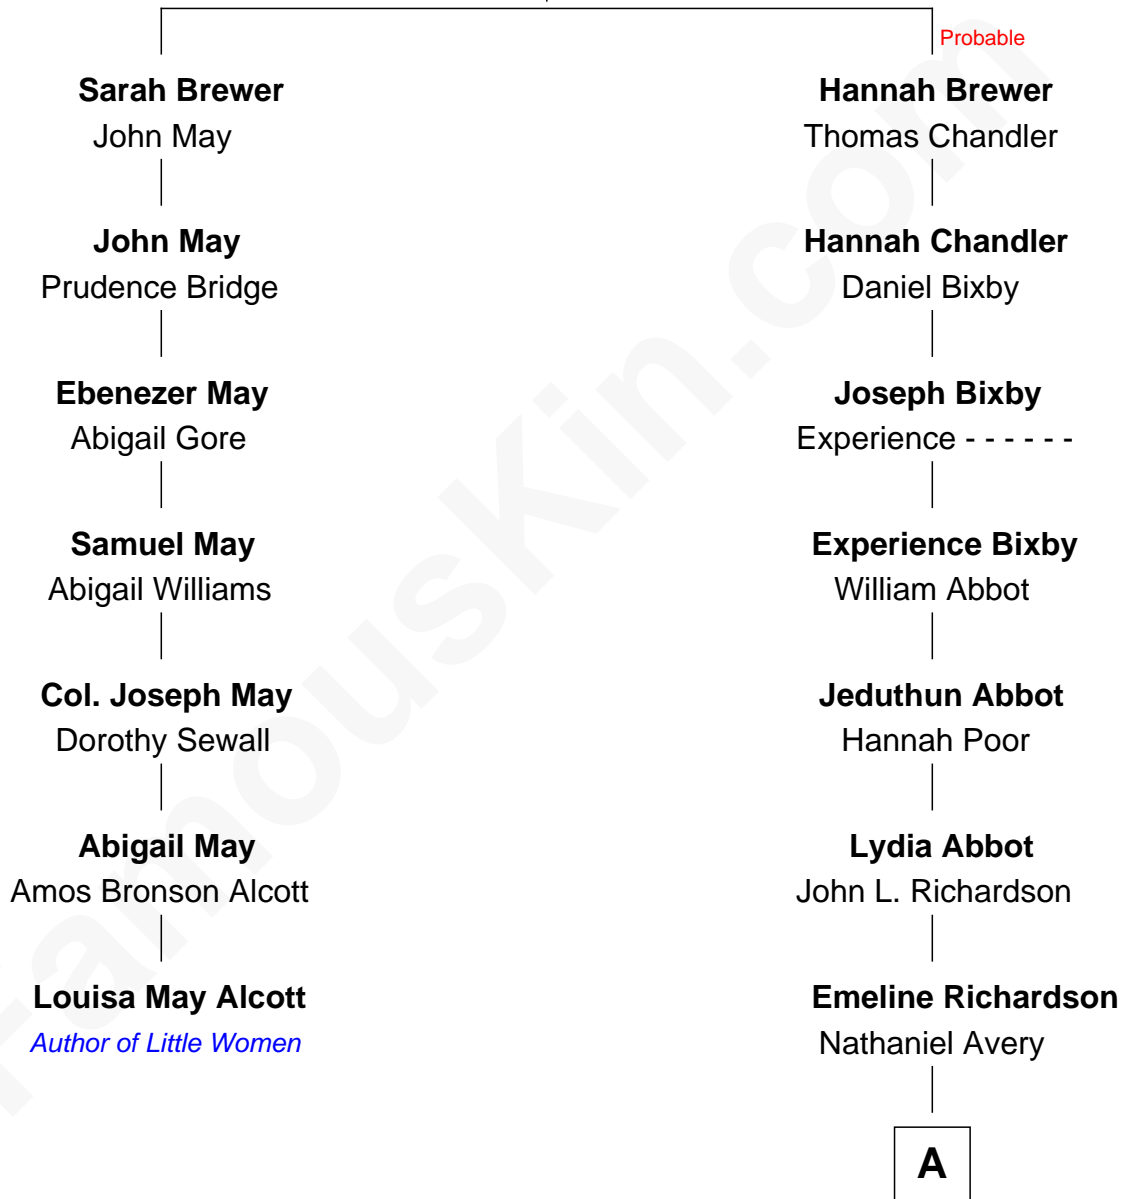 Probable
Sarah Brewer
John May
Hannah Brewer
Thomas Chandler
John May
Prudence Bridge
Hannah Chandler
Daniel Bixby
Ebenezer May
Abigail Gore
Joseph Bixby
Experience - - - - - -
Samuel May
Abigail Williams
Experience Bixby
William Abbot
Col. Joseph May
Dorothy Sewall
Jeduthun Abbot
Hannah Poor
Abigail May
Amos Bronson Alcott
Lydia Abbot
John L. Richardson
Louisa May Alcott
Author of Little Women
Emeline Richardson
Nathaniel Avery
A
FamousKin.com